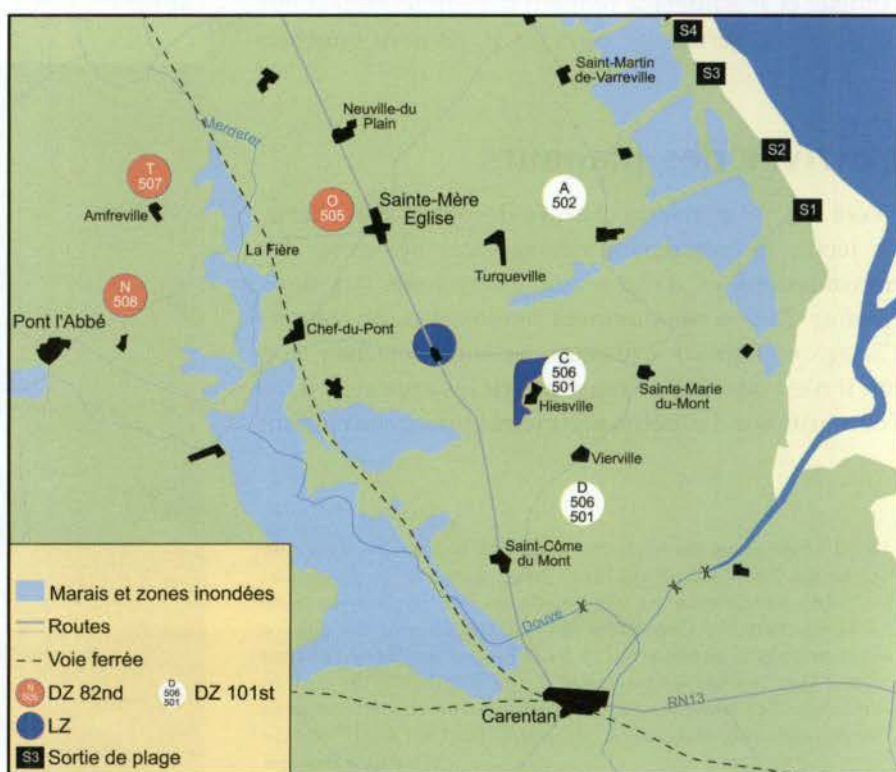 S4
S3
Saint-Martin
de-Varreville
Neuville-du
Plain
Merderet
S2
T
507
A
502
O
505
Sainte-Mère
Eglise
S1
Amfreville
La Fière
Turqueville
N
508
Pont l'Abbé
Chef-du-Pont
C
506
501
Hiesville
Sainte-Marie
du-Mont
Vierville
D
506
501
Saint-Côme
du Mont
Douve
RN13
Carentan
Marais et zones inondées
Routes
Voie ferrée
DZ 82nd
D
506
501
DZ 101st
LZ
S3
Sortie de plage